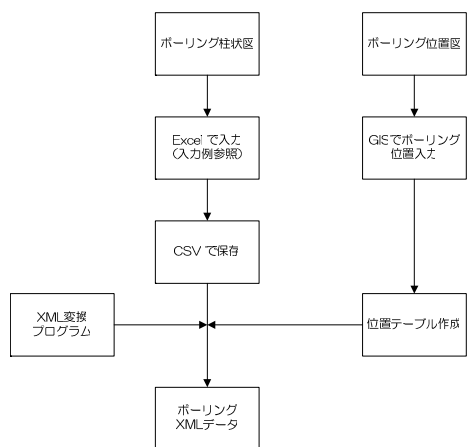 ボーリング柱状図
ボーリング位置図
Excel で入力
(入力例参照)
GISでボーリング
位置入力
CSV で保存
XML変換
プログラム
位置テーブル作成
ボーリング
XMLデータ